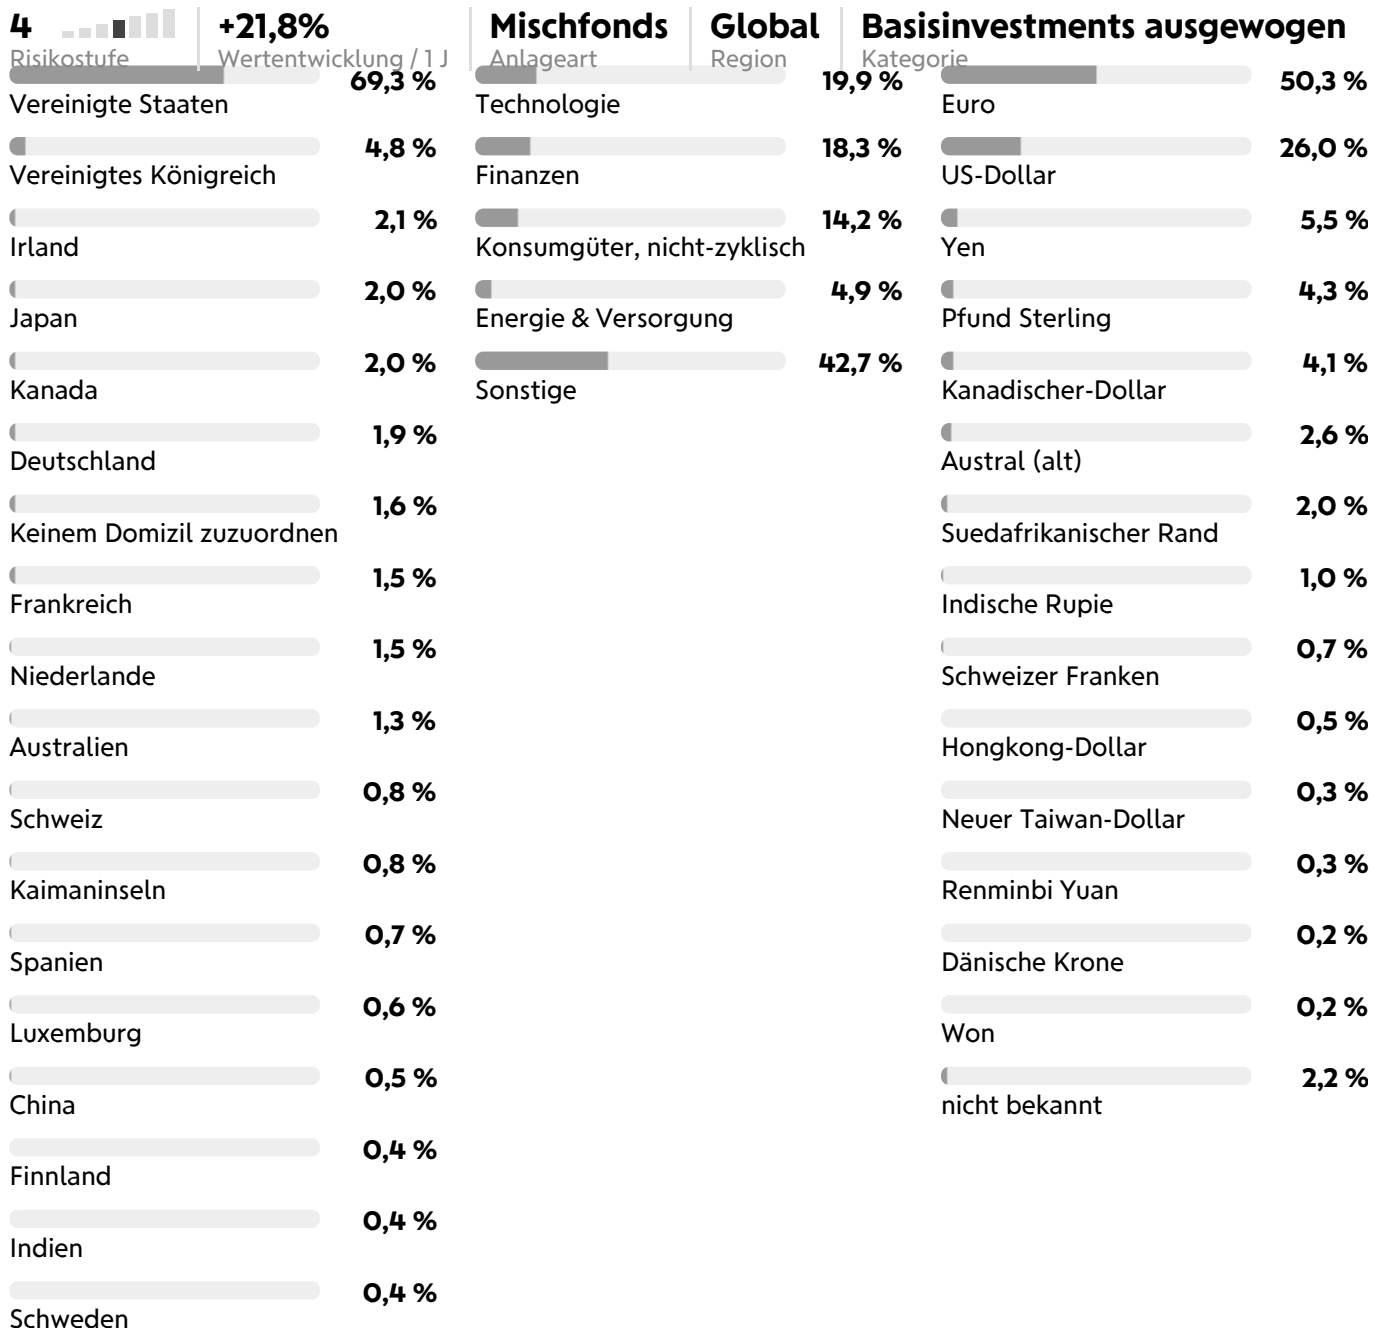 4
Risikostufe
+21,8%
Wertentwicklung / 1 J
Mischfonds
Anlageart
Global
Region
Basisinvestments ausgewogen
Kategorie
69,3 %
Vereinigte Staaten
4,8 %
Vereinigtes Königreich
2,1 %
Irland
2,0 %
Japan
2,0 %
Kanada
1,9 %
Deutschland
1,6 %
Keinem Domizil zuzuordnen
1,5 %
Frankreich
1,5 %
Niederlande
1,3 %
Australien
0,8 %
Schweiz
0,8 %
Kaimaninseln
0,7 %
Spanien
0,6 %
Luxemburg
0,5 %
China
0,4 %
Finnland
0,4 %
Indien
0,4 %
Schweden
19,9 %
Technologie
18,3 %
Finanzen
14,2 %
Konsumgüter, nicht-zyklisch
4,9 %
Energie & Versorgung
42,7 %
Sonstige
50,3 %
Euro
26,0 %
US-Dollar
5,5 %
Yen
4,3 %
Pfund Sterling
4,1 %
Kanadischer-Dollar
2,6 %
Austral (alt)
2,0 %
Suedafrikanischer Rand
1,0 %
Indische Rupie
0,7 %
Schweizer Franken
0,5 %
Hongkong-Dollar
0,3 %
Neuer Taiwan-Dollar
0,3 %
Renminbi Yuan
0,2 %
Dänische Krone
0,2 %
Won
2,2 %
nicht bekannt